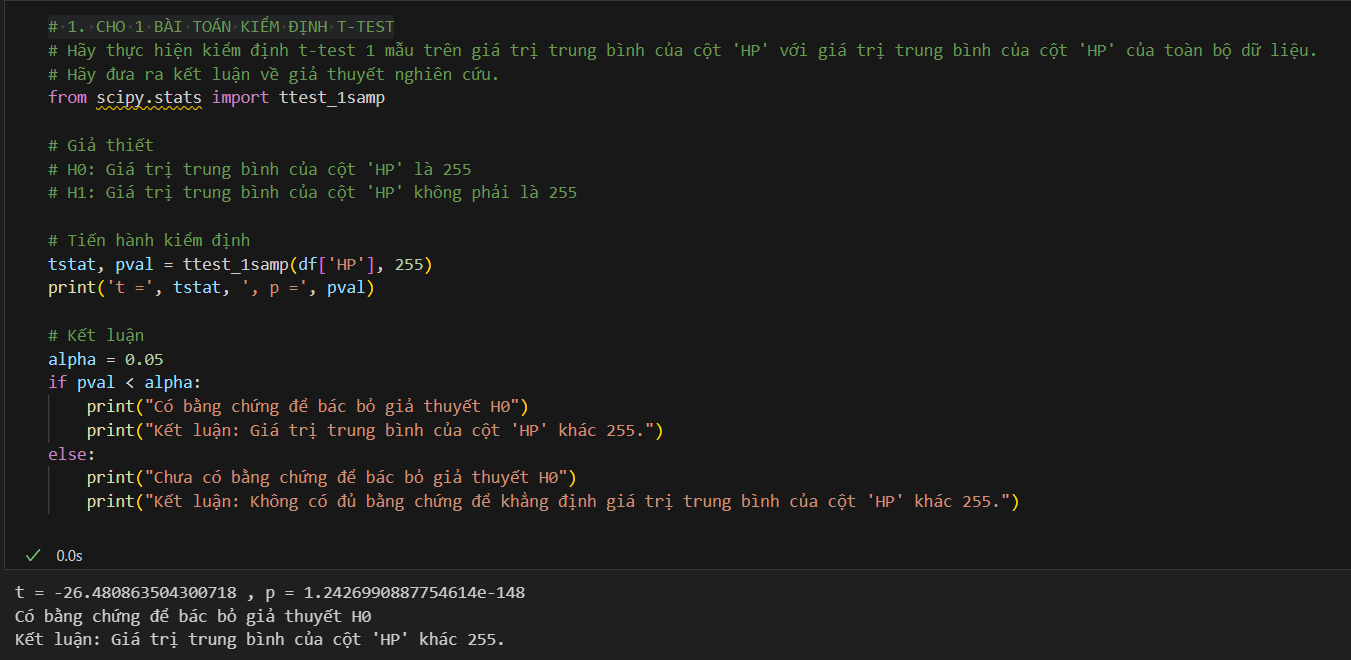 # 1. CHO 1 BÀI TOÁN KIỂM ĐỊNH T-TEST
# Hãy thực hiện kiểm định t-test 1 mẫu trên giá trị trung bình của cột 'HP' với giá trị trung bình của cột 'HP' của toàn bộ dữ liệu.
# Hãy đưa ra kết luận về giả thuyết nghiên cứu.
from scipy.stats import ttest_1samp
# Giả thiết
# H0: Giá trị trung bình của cột 'HP' là 255
# H1: Giá trị trung bình của cột 'HP' không phải là 255
# Tiến hành kiểm định
tstat, pval = ttest_1samp(df['HP'], 255)
print('t =', tstat, ', p =', pval)
# Kết luận
alpha = 0.05
if pval < alpha:
    print("Có bằng chứng để bác bỏ giả thuyết H0")
    print("Kết luận: Giá trị trung bình của cột 'HP' khác 255.")
else:
    print("Chưa có bằng chứng để bác bỏ giả thuyết H0")
    print("Kết luận: Không có đủ bằng chứng để khẳng định giá trị trung bình của cột 'HP' khác 255.")
0.0s
t = -26.480863504300718 , p = 1.2426990887754614e-148
Có bằng chứng để bác bỏ giả thuyết H0
Kết luận: Giá trị trung bình của cột 'HP' khác 255.